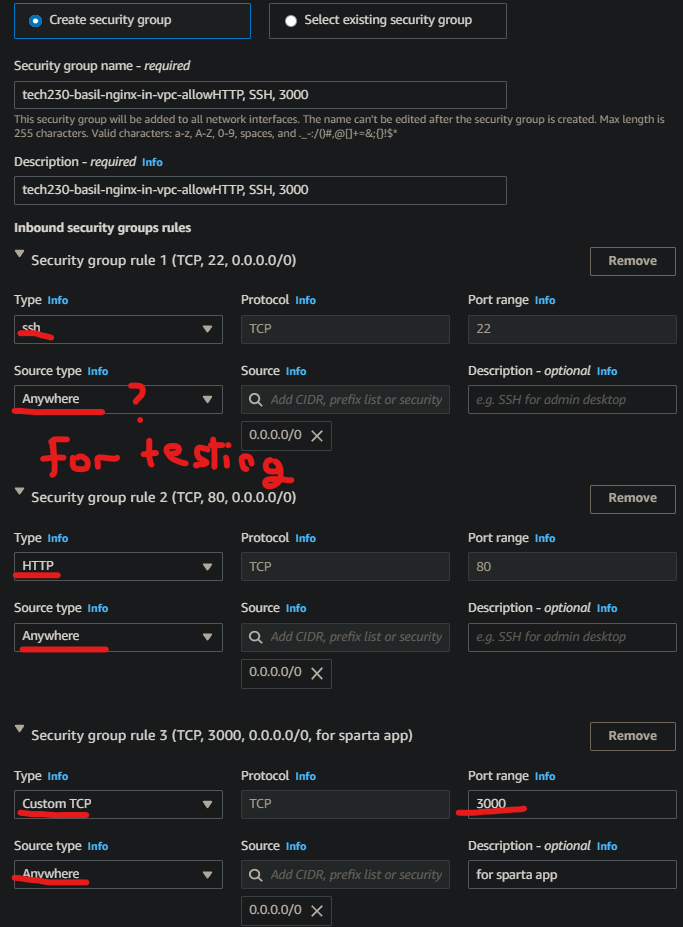 Create security group Select existing security group
Security group name - required
tech230-basil-nginx-in-vpc-allowHTTP, SSH, 3000
This security group will be added to all network interfaces. The name can't be edited after the security group is created. Max length is
255 characters. Valid characters: a-z, A-Z, 0-9, spaces, and ._-:/()#,@[]+=&;{}!$*
Description - required Info
tech230-basil-nginx-in-vpc-allowHTTP, SSH, 3000
Inbound security groups rules
Security group rule 1 (TCP, 22, 0.0.0.0/0) Remove
Type Info Protocol Info Port range Info
ssh TCP 22
Source type Info Source Info Description - optional Info
Anywhere ? Add CIDR, prefix list or security e.g. SSH for admin desktop
0.0.0.0/0
for testing
Security group rule 2 (TCP, 80, 0.0.0.0/0) Remove
Type Info Protocol Info Port range Info
HTTP TCP 80
Source type Info Source Info Description - optional Info
Anywhere Add CIDR, prefix list or security e.g. SSH for admin desktop
0.0.0.0/0
Security group rule 3 (TCP, 3000, 0.0.0.0/0, for sparta app) Remove
Type Info Protocol Info Port range Info
Custom TCP TCP 3000
Source type Info Source Info Description - optional Info
Anywhere Add CIDR, prefix list or security for sparta app
0.0.0.0/0